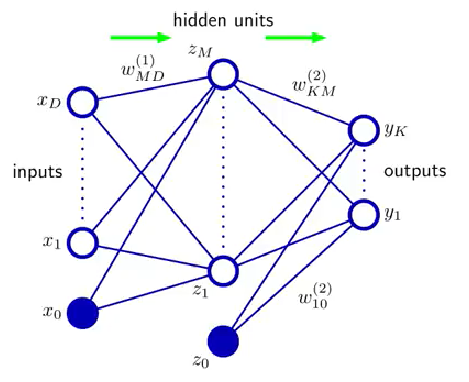 hidden units
z_M
w_{MD}^{(1)}
w_{KM}^{(2)}
x_D
y_K
inputs
outputs
y_1
x_1
z_1
w_{10}^{(2)}
x_0
z_0